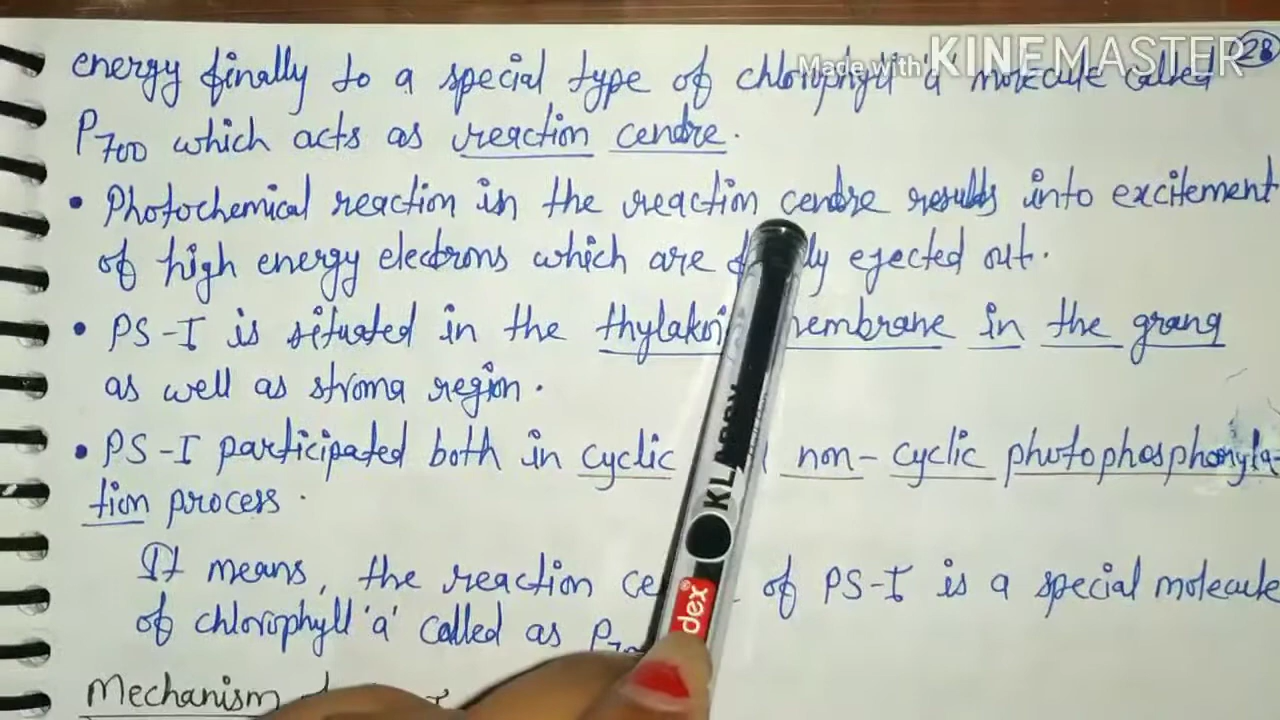 Made with KINEMASTER
28
energy finally to a special type of chlorophyll 'a' molecule called
P700 which acts as reaction centre.
• Photochemical reaction in the reaction centre results into excitement
of high energy electrons which are ejected out.
• PS-I is situated in the membrane in the grana
as well as stroma region.
• PS-I participated both in cyclic non-cyclic photophosphoryla-
tion process.
It means, the reaction of PS-I is a special molecule
of chlorophyll 'a' called as
Mechanism
KLARDY
dex®